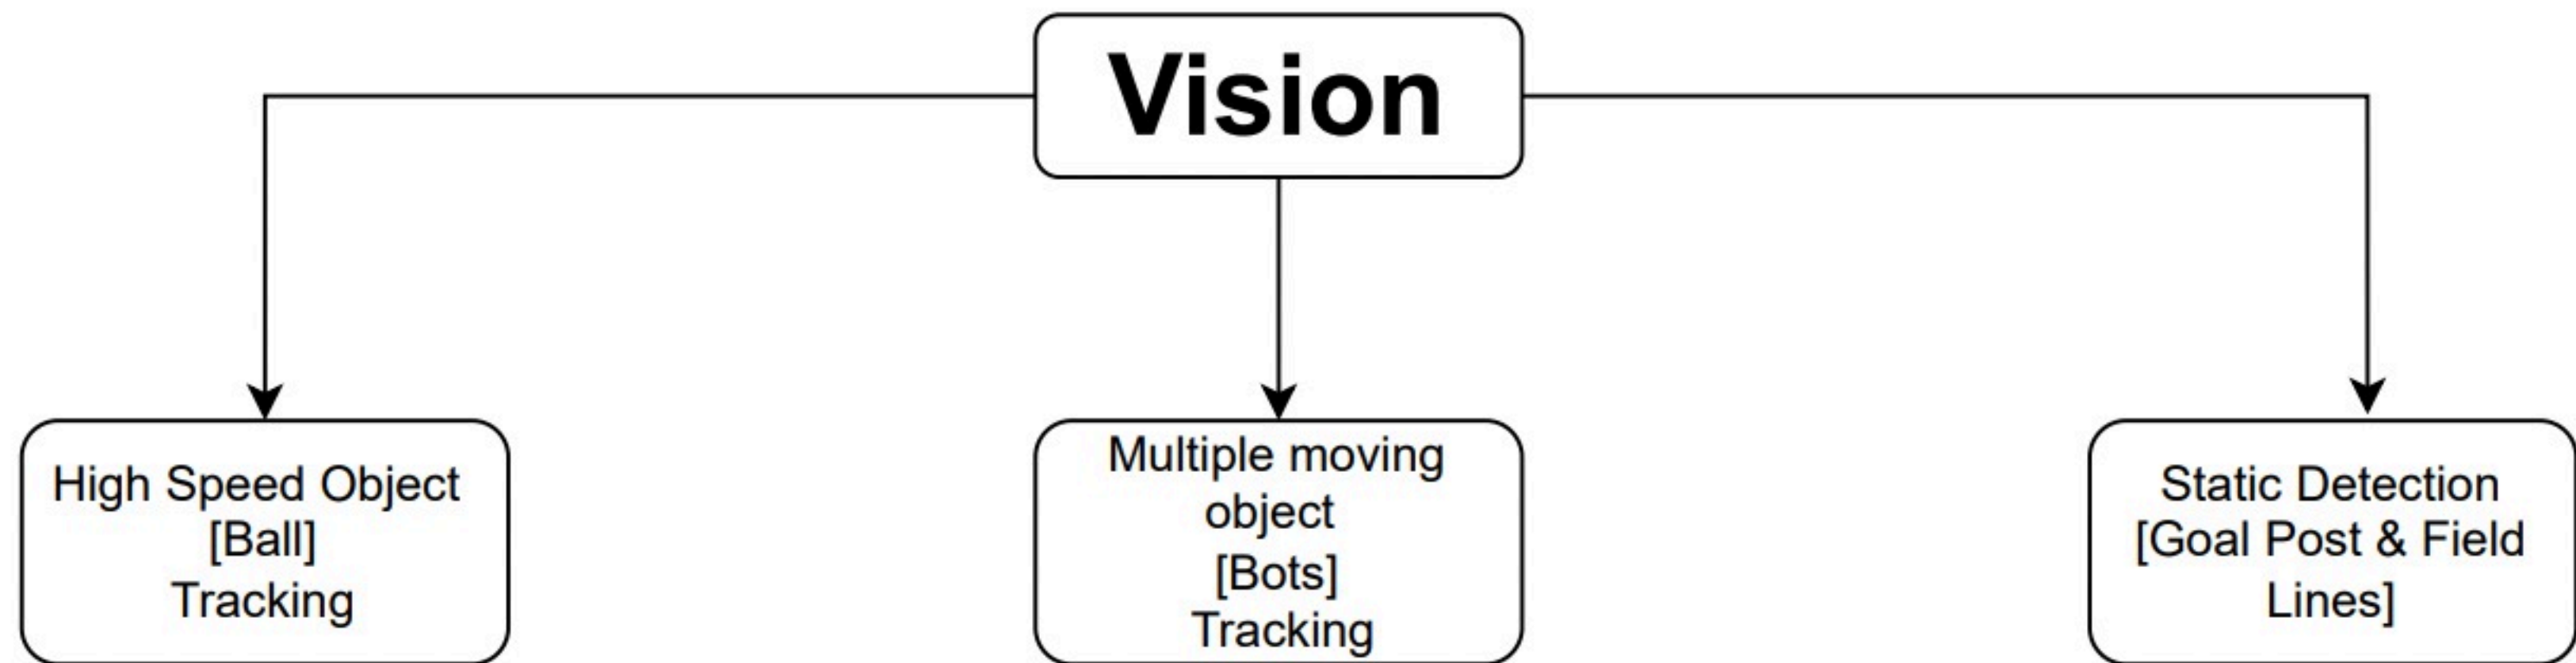 Vision
High Speed Object
[Ball]
Tracking
Multiple moving
object
[Bots]
Tracking
Static Detection
[Goal Post & Field
Lines]